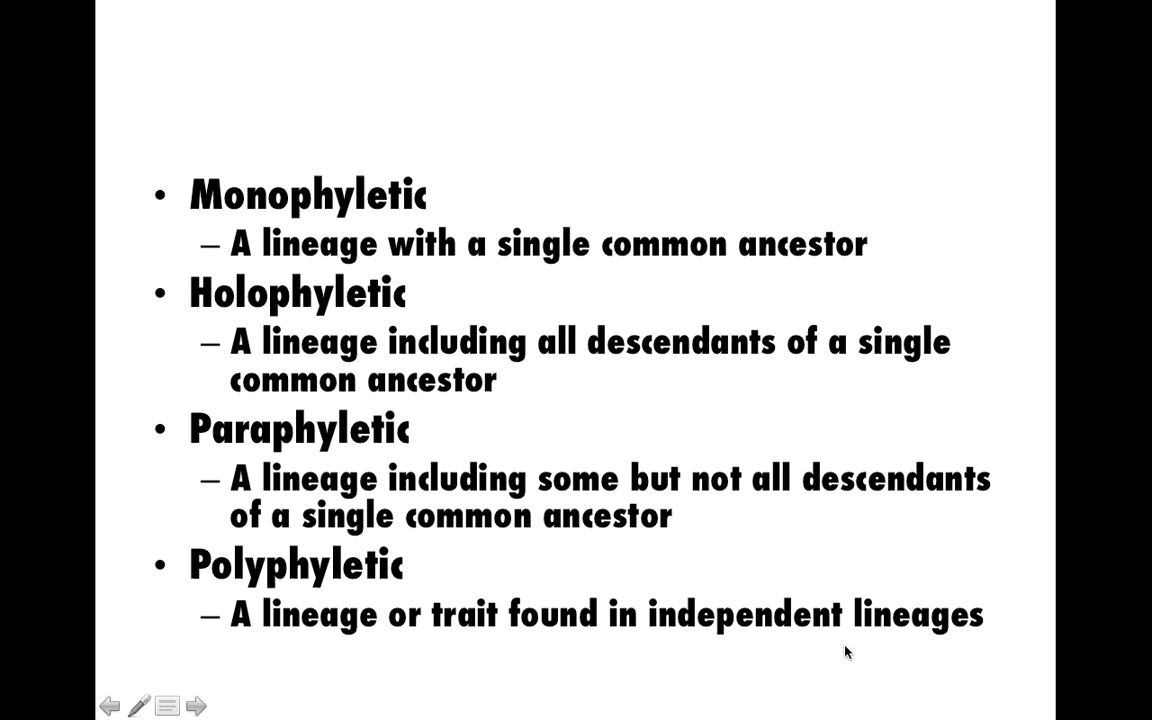 • Monophyletic
– A lineage with a single common ancestor
• Holophyletic
– A lineage including all descendants of a single
common ancestor
• Paraphyletic
– A lineage including some but not all descendants
of a single common ancestor
• Polyphyletic
– A lineage or trait found in independent lineages